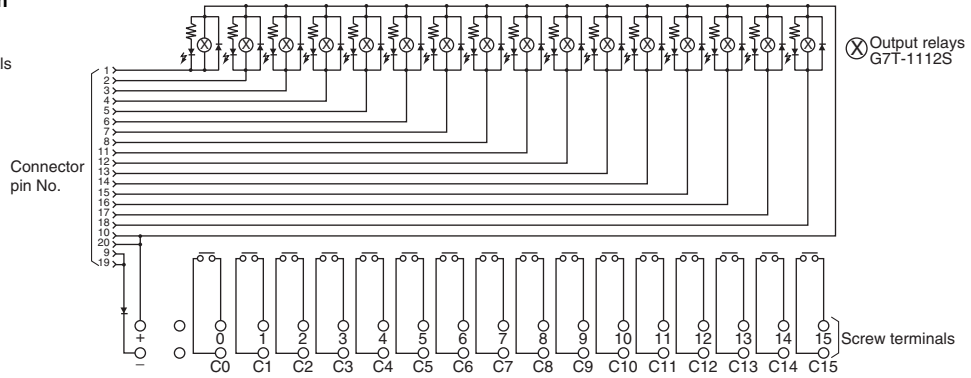 Output relays
G7T-1112S
ls
1
2
3
4
5
6
7
8
11
12
13
14
15
16
17
18
10
20
9
19
Connector
pin No.
+ 0 1 2 3 4 5 6 7 8 9 10 11 12 13 14 15
Screw terminals
− C0 C1 C2 C3 C4 C5 C6 C7 C8 C9 C10 C11 C12 C13 C14 C15